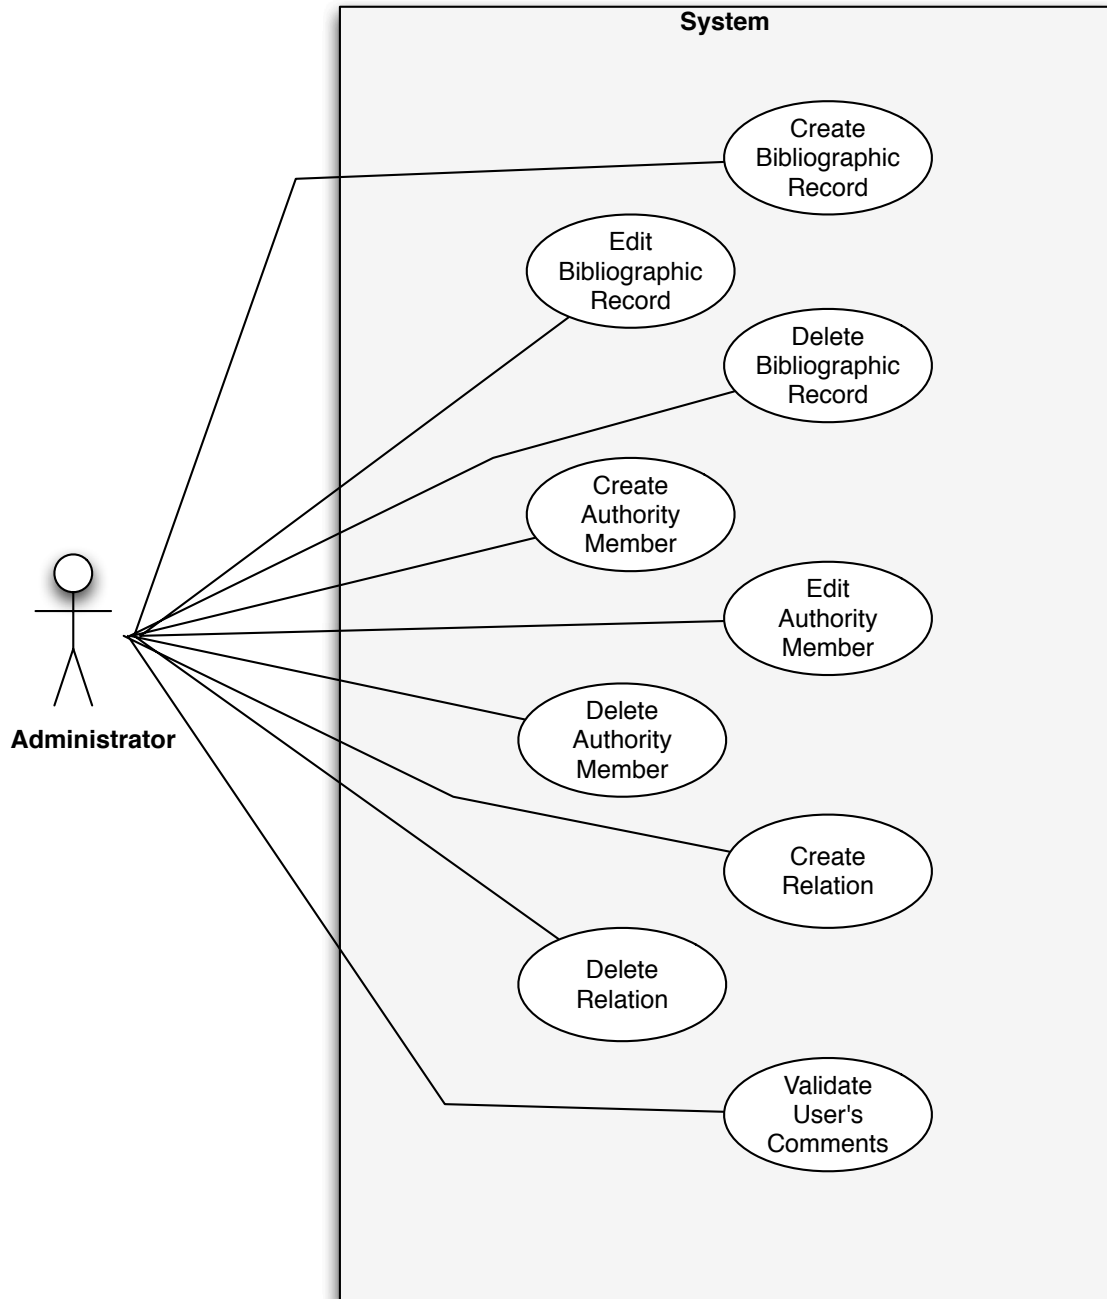 System
Create
Bibliographic
Record
Edit
Bibliographic
Record
Delete
Bibliographic
Record
Create
Authority
Member
Edit
Authority
Member
Delete
Authority
Member
Administrator
Create
Relation
Delete
Relation
Validate
User's
Comments